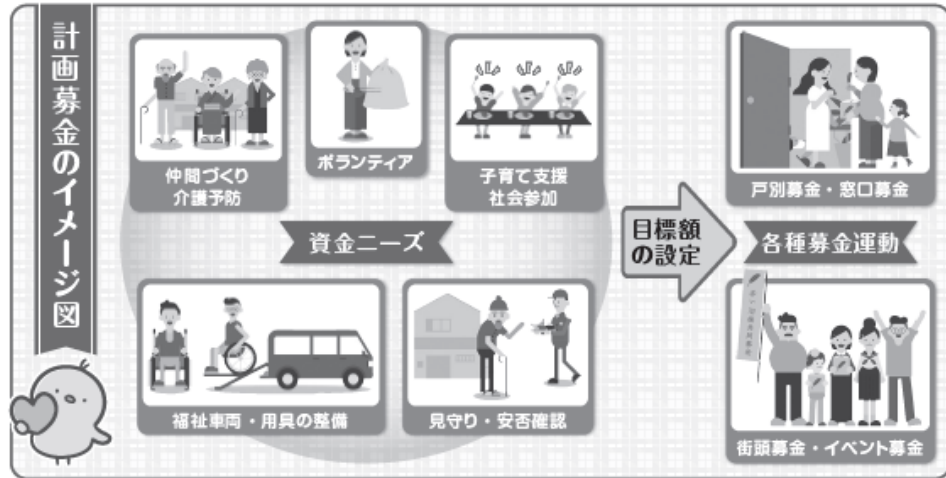 計画募金のイメージ図
仲間づくり
介護予防
ボランティア
子育て支援
社会参加
資金ニーズ
福祉車両・用具の整備
見守り・安否確認
目標額
の設定
戸別募金・窓口募金
各種募金運動
街頭募金・イベント募金